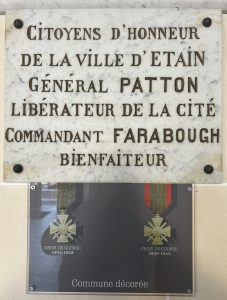 CITOYENS D'HONNEUR
DE LA VILLE D'ETAIN
GÉNÉRAL PATTON
LIBÉRATEUR DE LA CITÉ
COMMANDANT FARABOUGH
BIENFAITEUR
CROIX DE GUERRE
1914-1918
CROIX DE GUERRE
1939-1945
Commune décorée